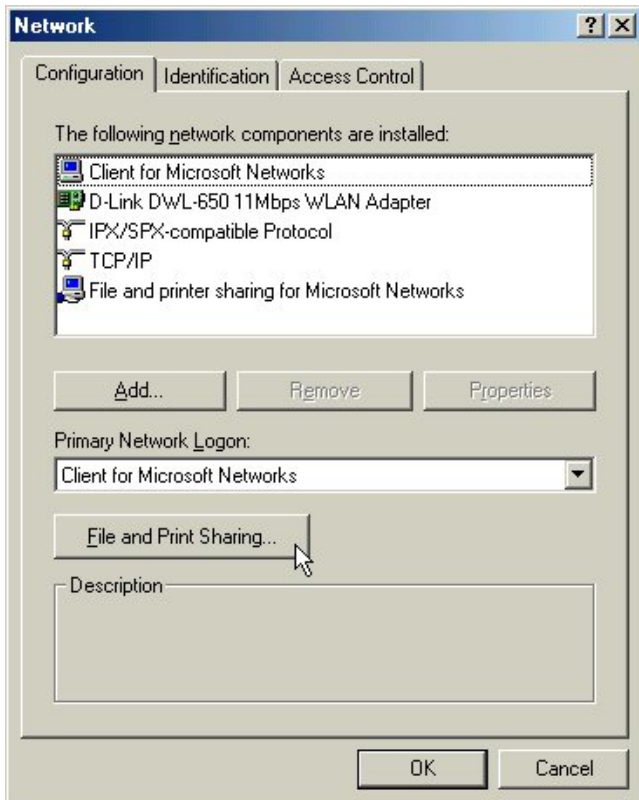 Network
Configuration Identification Access Control
The following network components are installed:
Client for Microsoft Networks
D-Link DWL-650 11Mbps WLAN Adapter
IPX/SPX-compatible Protocol
TCP/IP
File and printer sharing for Microsoft Networks
Add... Remove Properties
Primary Network Logon:
Client for Microsoft Networks
File and Print Sharing...
Description
OK Cancel